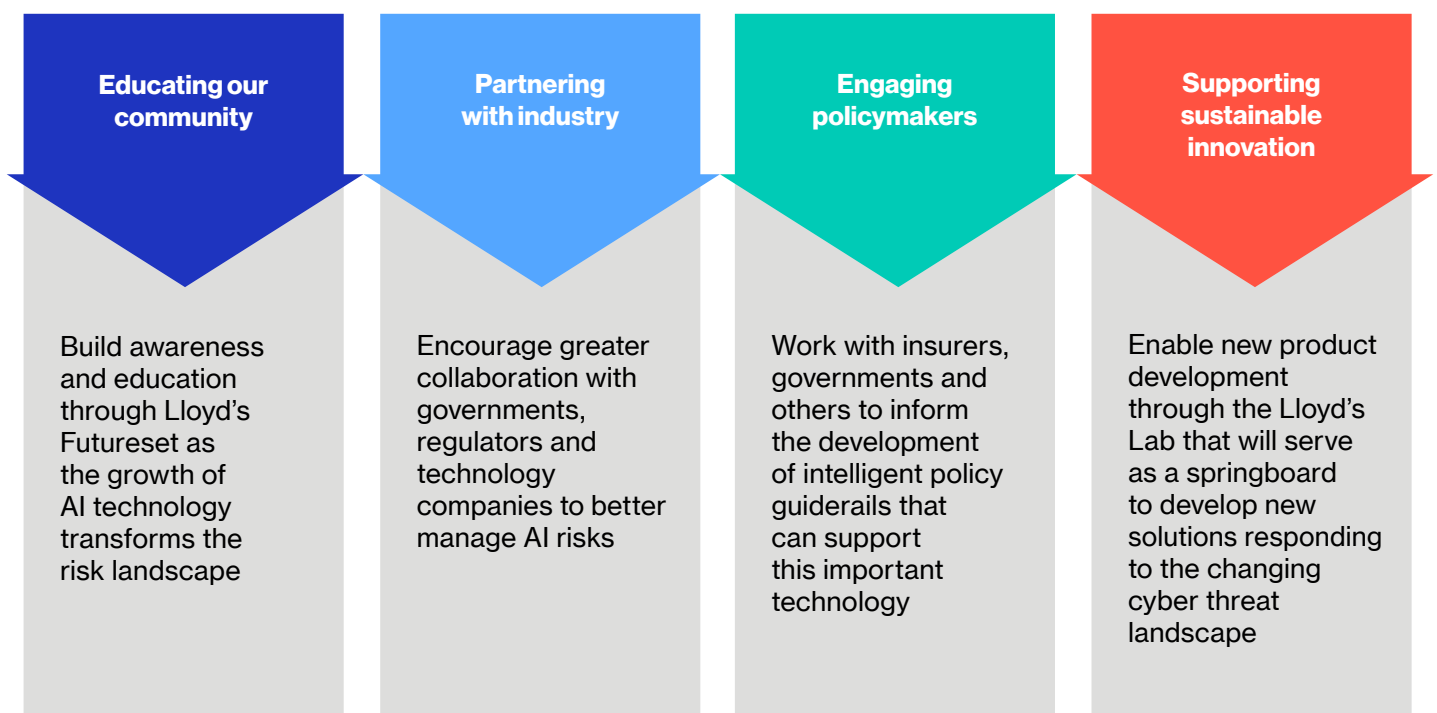 Educating our
community
Build awareness
and education
through Lloyd’s
Futureset as
the growth of
AI technology
transforms the
risk landscape
Partnering
with industry
Encourage greater
collaboration with
governments,
regulators and
technology
companies to better
manage AI risks
Engaging
policymakers
Work with insurers,
governments and
others to inform
the development
of intelligent policy
guiderails that
can support
this important
technology
Supporting
sustainable
innovation
Enable new product
development
through the Lloyd’s
Lab that will serve
as a springboard
to develop new
solutions responding
to the changing
cyber threat
landscape